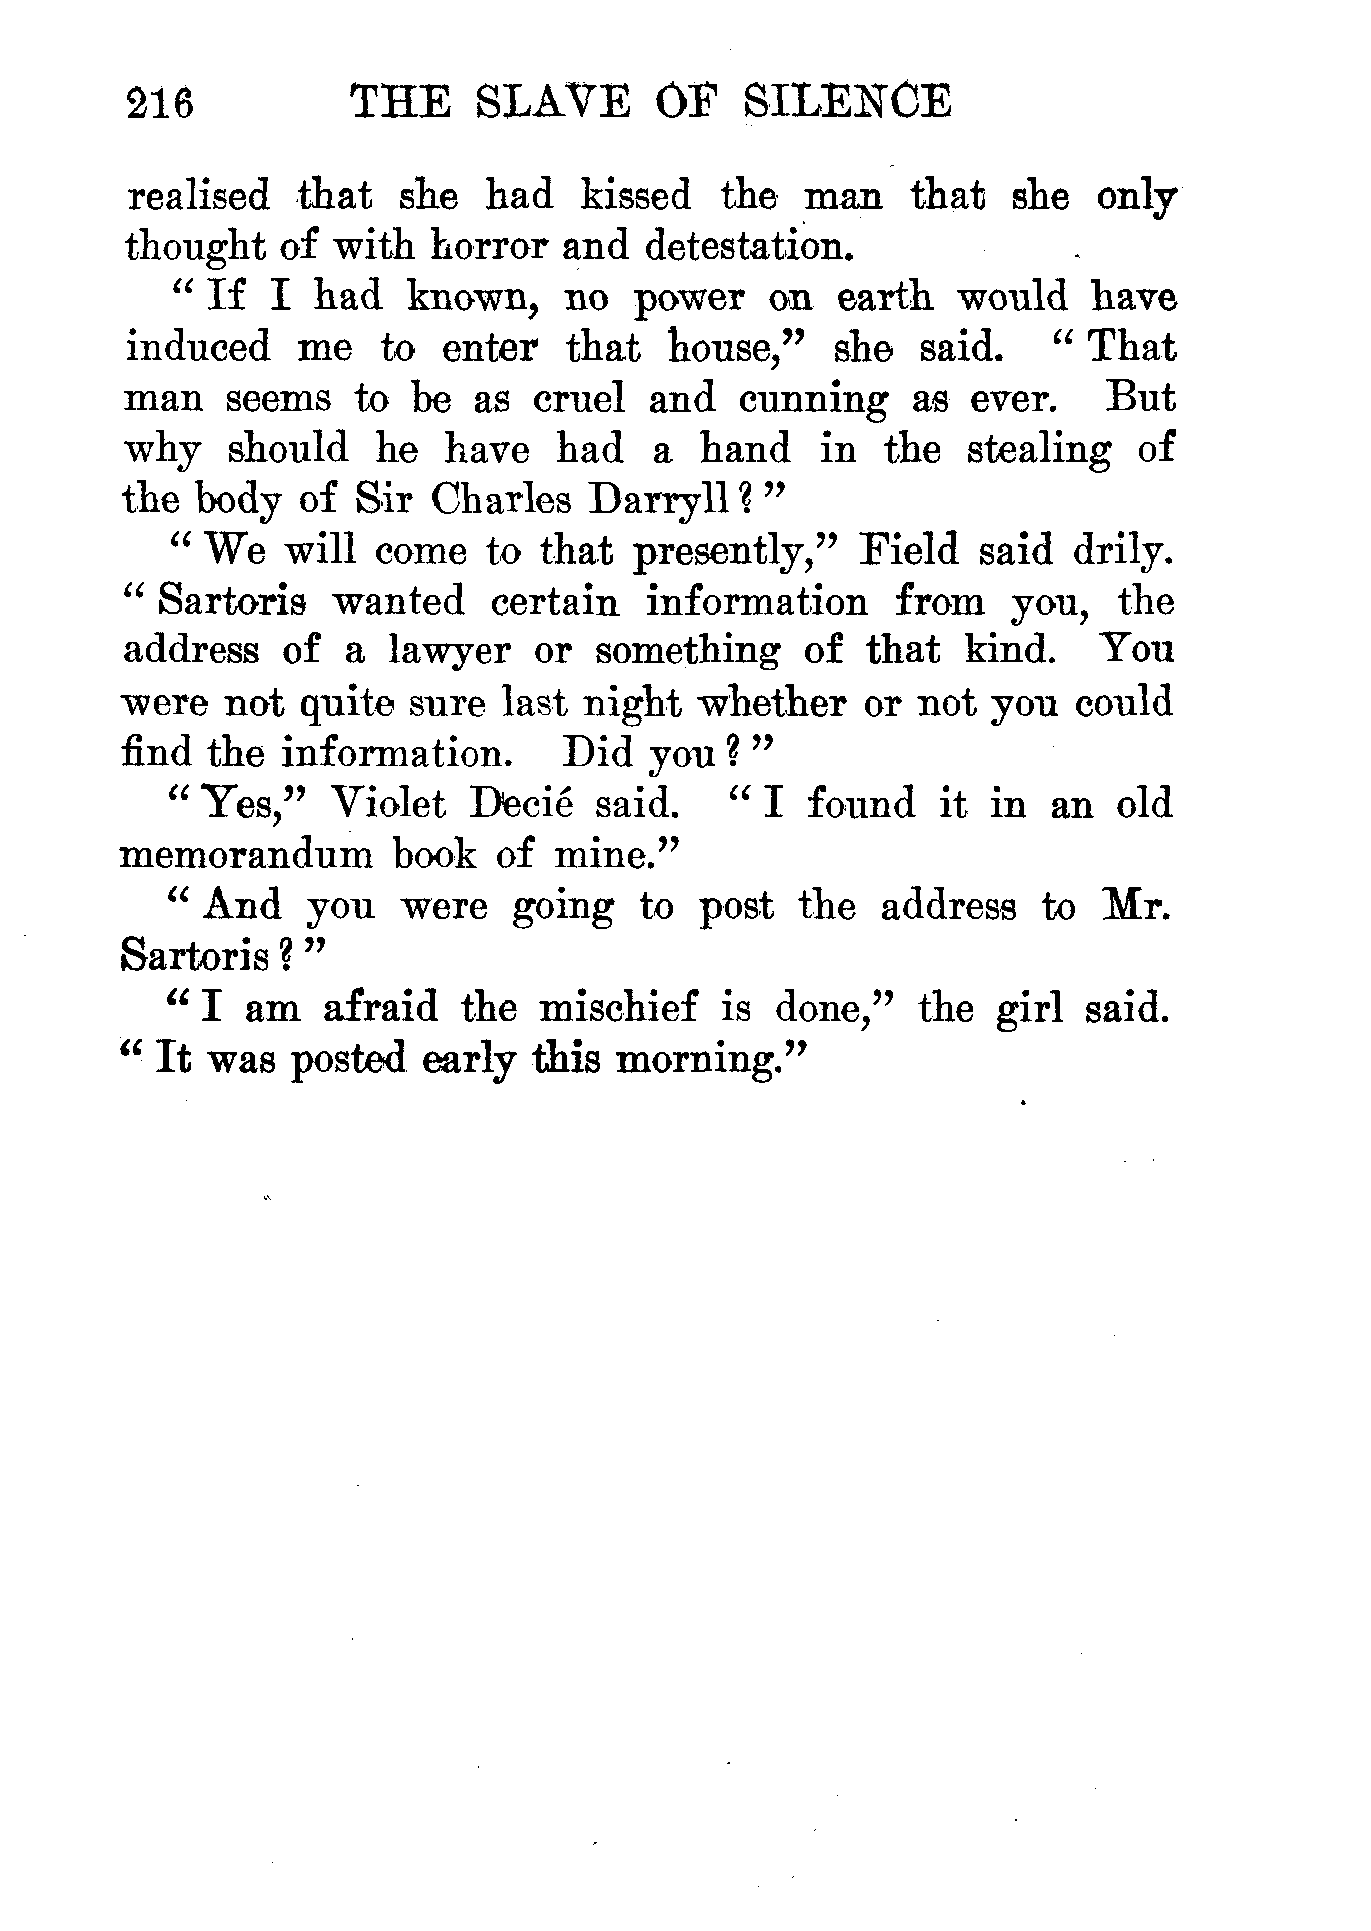 216 THE SLAVE OF SILENCE
realised that she had kissed the man that she only
thought of with horror and detestation.
“ If I had known, no power on earth would have
induced me to enter that house,” she said. “ That
man seems to be as cruel and cunning as ever. But
why should he have had a hand in the stealing of
the body of Sir Charles Darryll ? ”
“ We will come to that presently,” Field said drily.
“ Sartoris wanted certain information from you, the
address of a lawyer or something of that kind. You
were not quite sure last night whether or not you could
find the information. Did you ? ”
“ Yes,” Violet Decié said. “ I found it in an old
memorandum book of mine.”
“ And you were going to post the address to Mr.
Sartoris ? ”
“ I am afraid the mischief is done,” the girl said.
“ It was posted early this morning.”